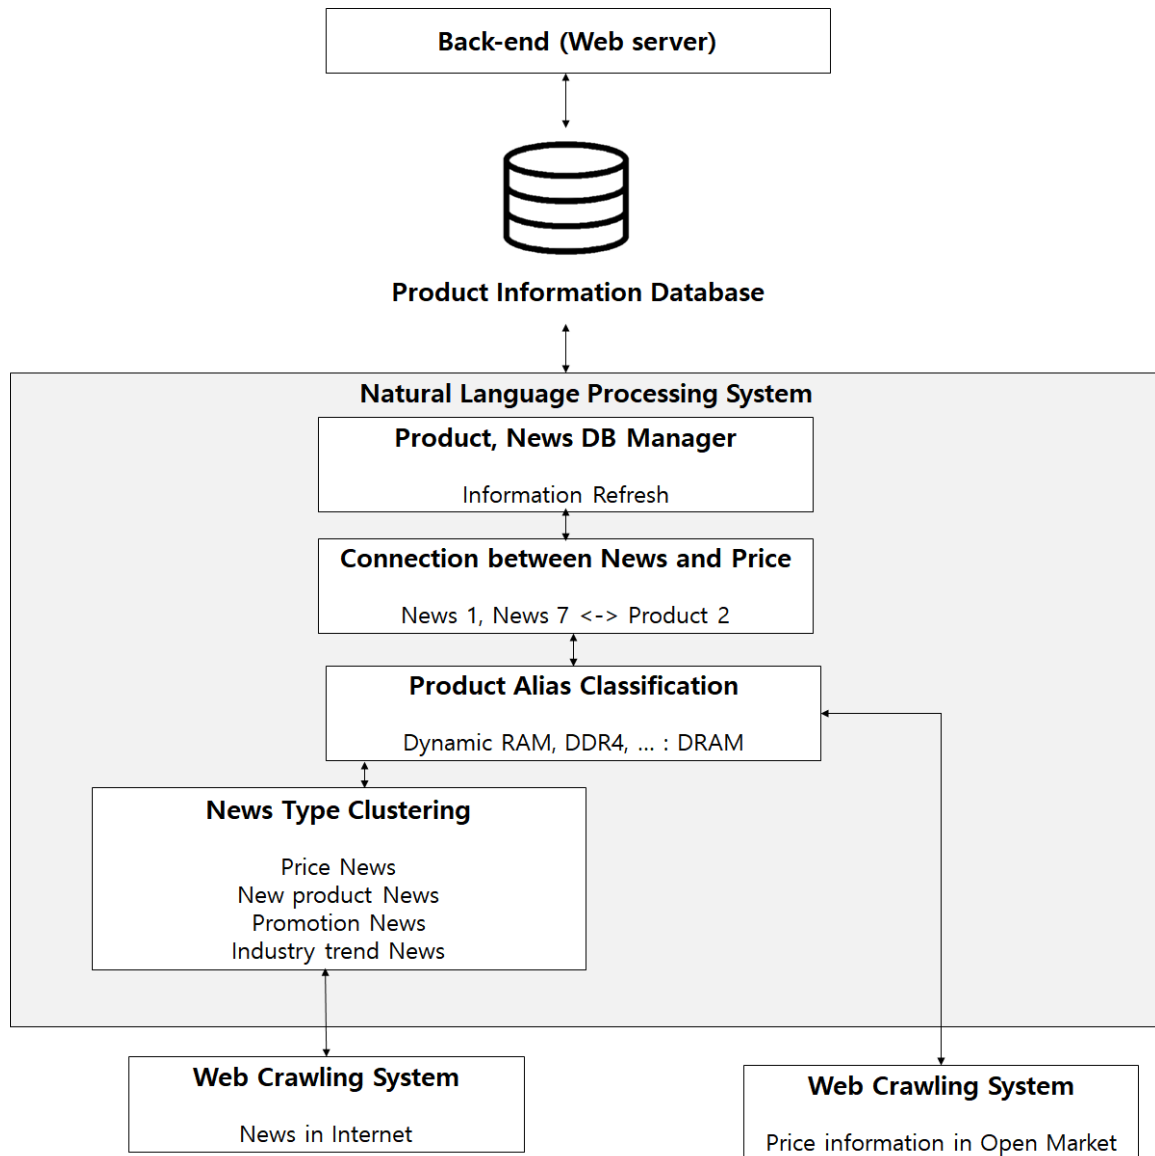 Back-end (Web server)
Product Information Database
Natural Language Processing System
Product, News DB Manager
Information Refresh
Connection between News and Price
News 1, News 7 <-> Product 2
Product Alias Classification
Dynamic RAM, DDR4, ... : DRAM
News Type Clustering
Price News
New product News
Promotion News
Industry trend News
Web Crawling System
News in Internet
Web Crawling System
Price information in Open Market